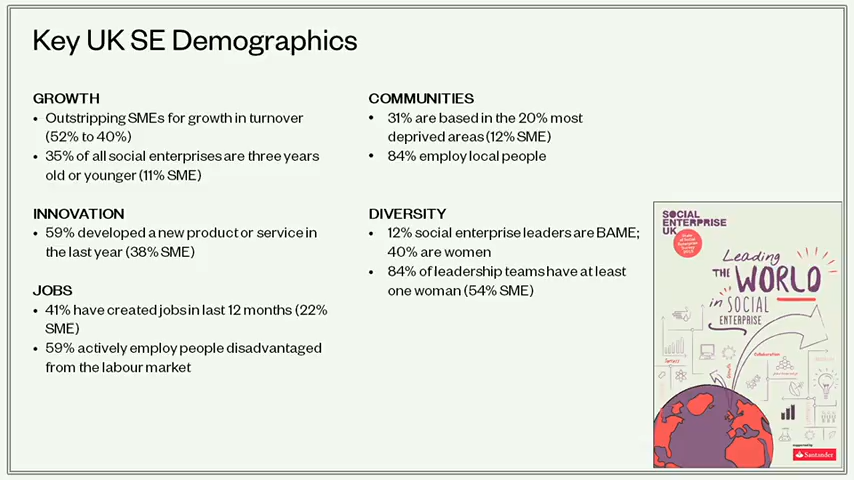 Key UK SE Demographics
GROWTH
• Outstripping SMEs for growth in turnover
(52% to 40%)
• 35% of all social enterprises are three years
old or younger (11% SME)
INNOVATION
• 59% developed a new product or service in
the last year (38% SME)
JOBS
• 41% have created jobs in last 12 months (22%
SME)
• 59% actively employ people disadvantaged
from the labour market
COMMUNITIES
• 31% are based in the 20% most
deprived areas (12% SME)
• 84% employ local people
DIVERSITY
• 12% social enterprise leaders are BAME;
40% are women
• 84% of leadership teams have at least
one woman (54% SME)
SOCIAL
ENTERPRISE
UK
Leading
THE WORLD
in SOCIAL
ENTERPRISE
Collaboration
supported by
Santander